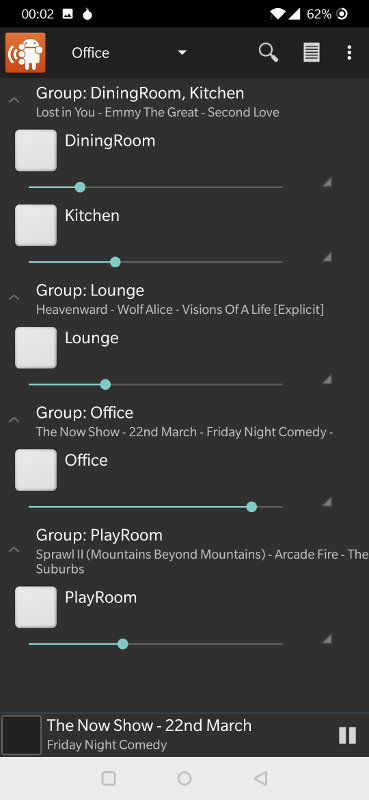 00:02
62%
Office
Group: DiningRoom, Kitchen
Lost in You - Emmy The Great - Second Love
DiningRoom
Kitchen
Group: Lounge
Heavenward - Wolf Alice - Visions Of A Life [Explicit]
Lounge
Group: Office
The Now Show - 22nd March - Friday Night Comedy -
Office
Group: PlayRoom
Sprawl II (Mountains Beyond Mountains) - Arcade Fire - The
Suburbs
PlayRoom
The Now Show - 22nd March
Friday Night Comedy